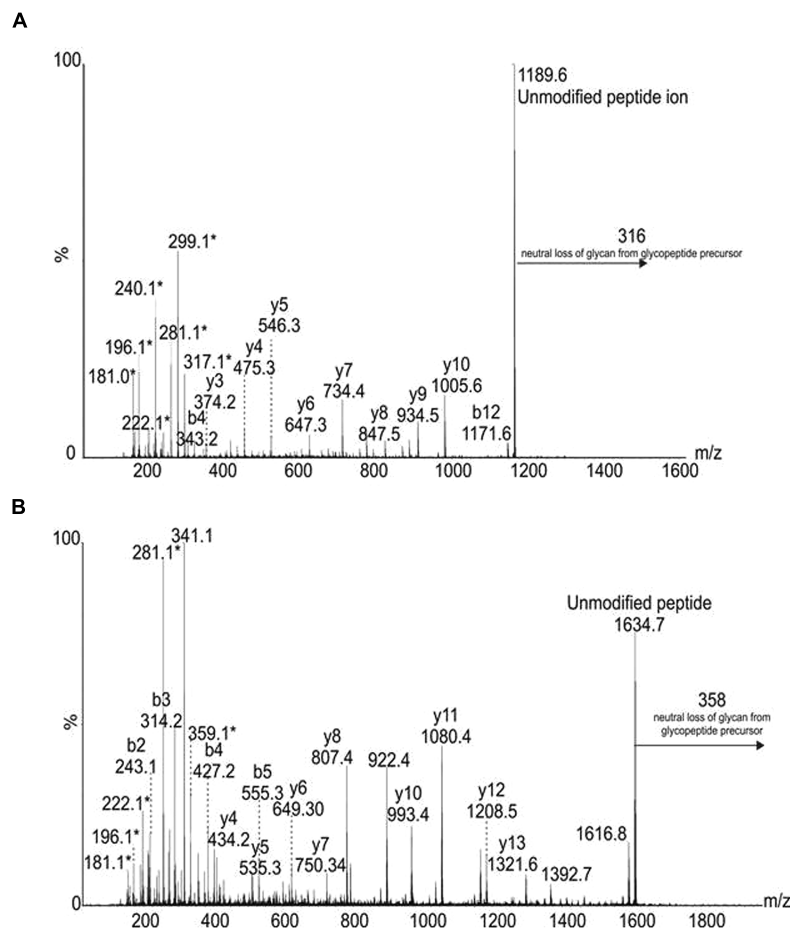 A
100
1189.6
Unmodified peptide ion
316
neutral loss of glycan from glycopeptide precursor
%
299.1*
240.1*
281.1*
y5
546.3
196.1*
317.1*
y4
475.3
181.0*
y3
374.2
y7
734.4
y10
1005.6
222.1*
b4
343.2
y6
647.3
y8
847.5
y9
934.5
b12
1171.6
0
m/z
200
400
600
800
1000
1200
1400
1600
B
100
281.1*
341.1
Unmodified peptide
1634.7
358
neutral loss of glycan from
glycopeptide precursor
%
b3
314.2
359.1*
b2
243.1
b4
427.2
y8
807.4
922.4
y11
1080.4
b5
555.3
y6
649.30
222.1*
y12
1208.5
196.1*
y4
434.2
y10
993.4
1616.8
181.1*
y5
535.3
y7
750.34
y13
1321.6
1392.7
0
m/z
200
400
600
800
1000
1200
1400
1600
1800